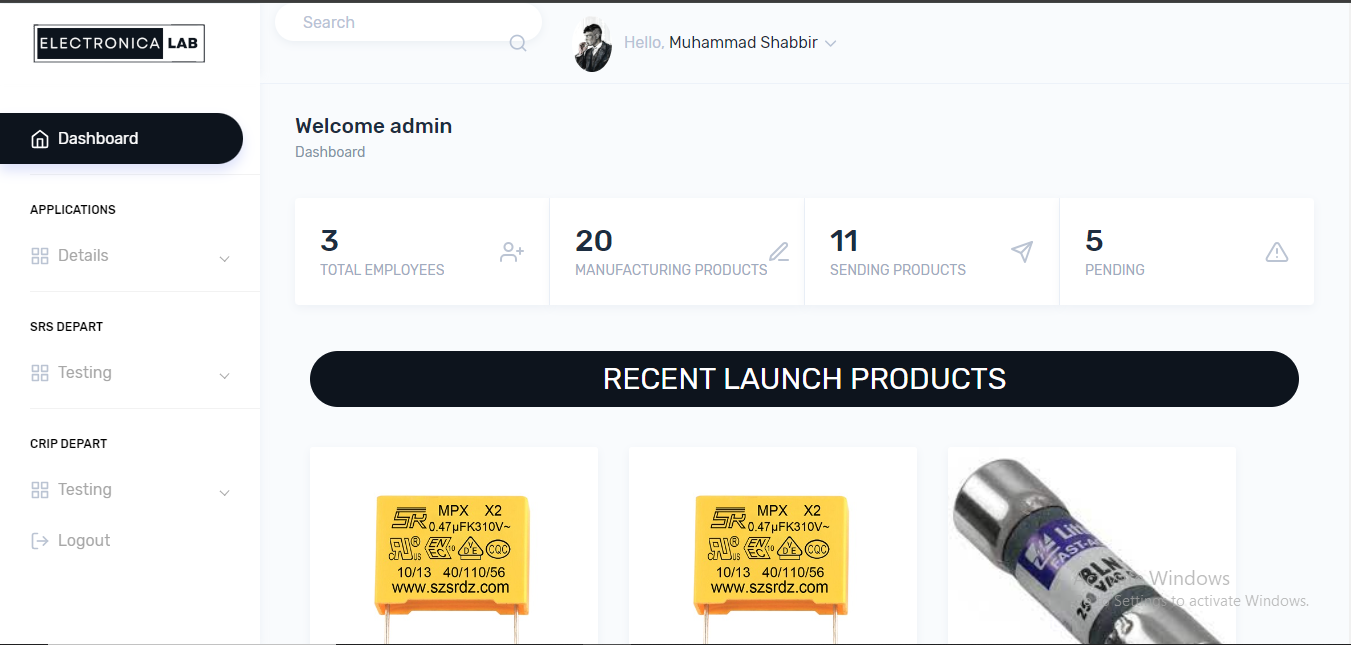 ELECTRONICA LAB
Search
Hello, Muhammad Shabbir
Dashboard
APPLICATIONS
Details
SRS DEPART
Testing
CRIP DEPART
Testing
Logout
Welcome admin
Dashboard
3
TOTAL EMPLOYEES
20
MANUFACTURING PRODUCTS
11
SENDING PRODUCTS
5
PENDING
RECENT LAUNCH PRODUCTS
SR MPX X2
0.47µFK310V~
10/13 40/110/56
www.szsrdz.com
SR MPX X2
0.47µFK310V~
10/13 40/110/56
www.szsrdz.com
FAST-A
BLN
250 VAC
Windows
Settings to activate Windows.